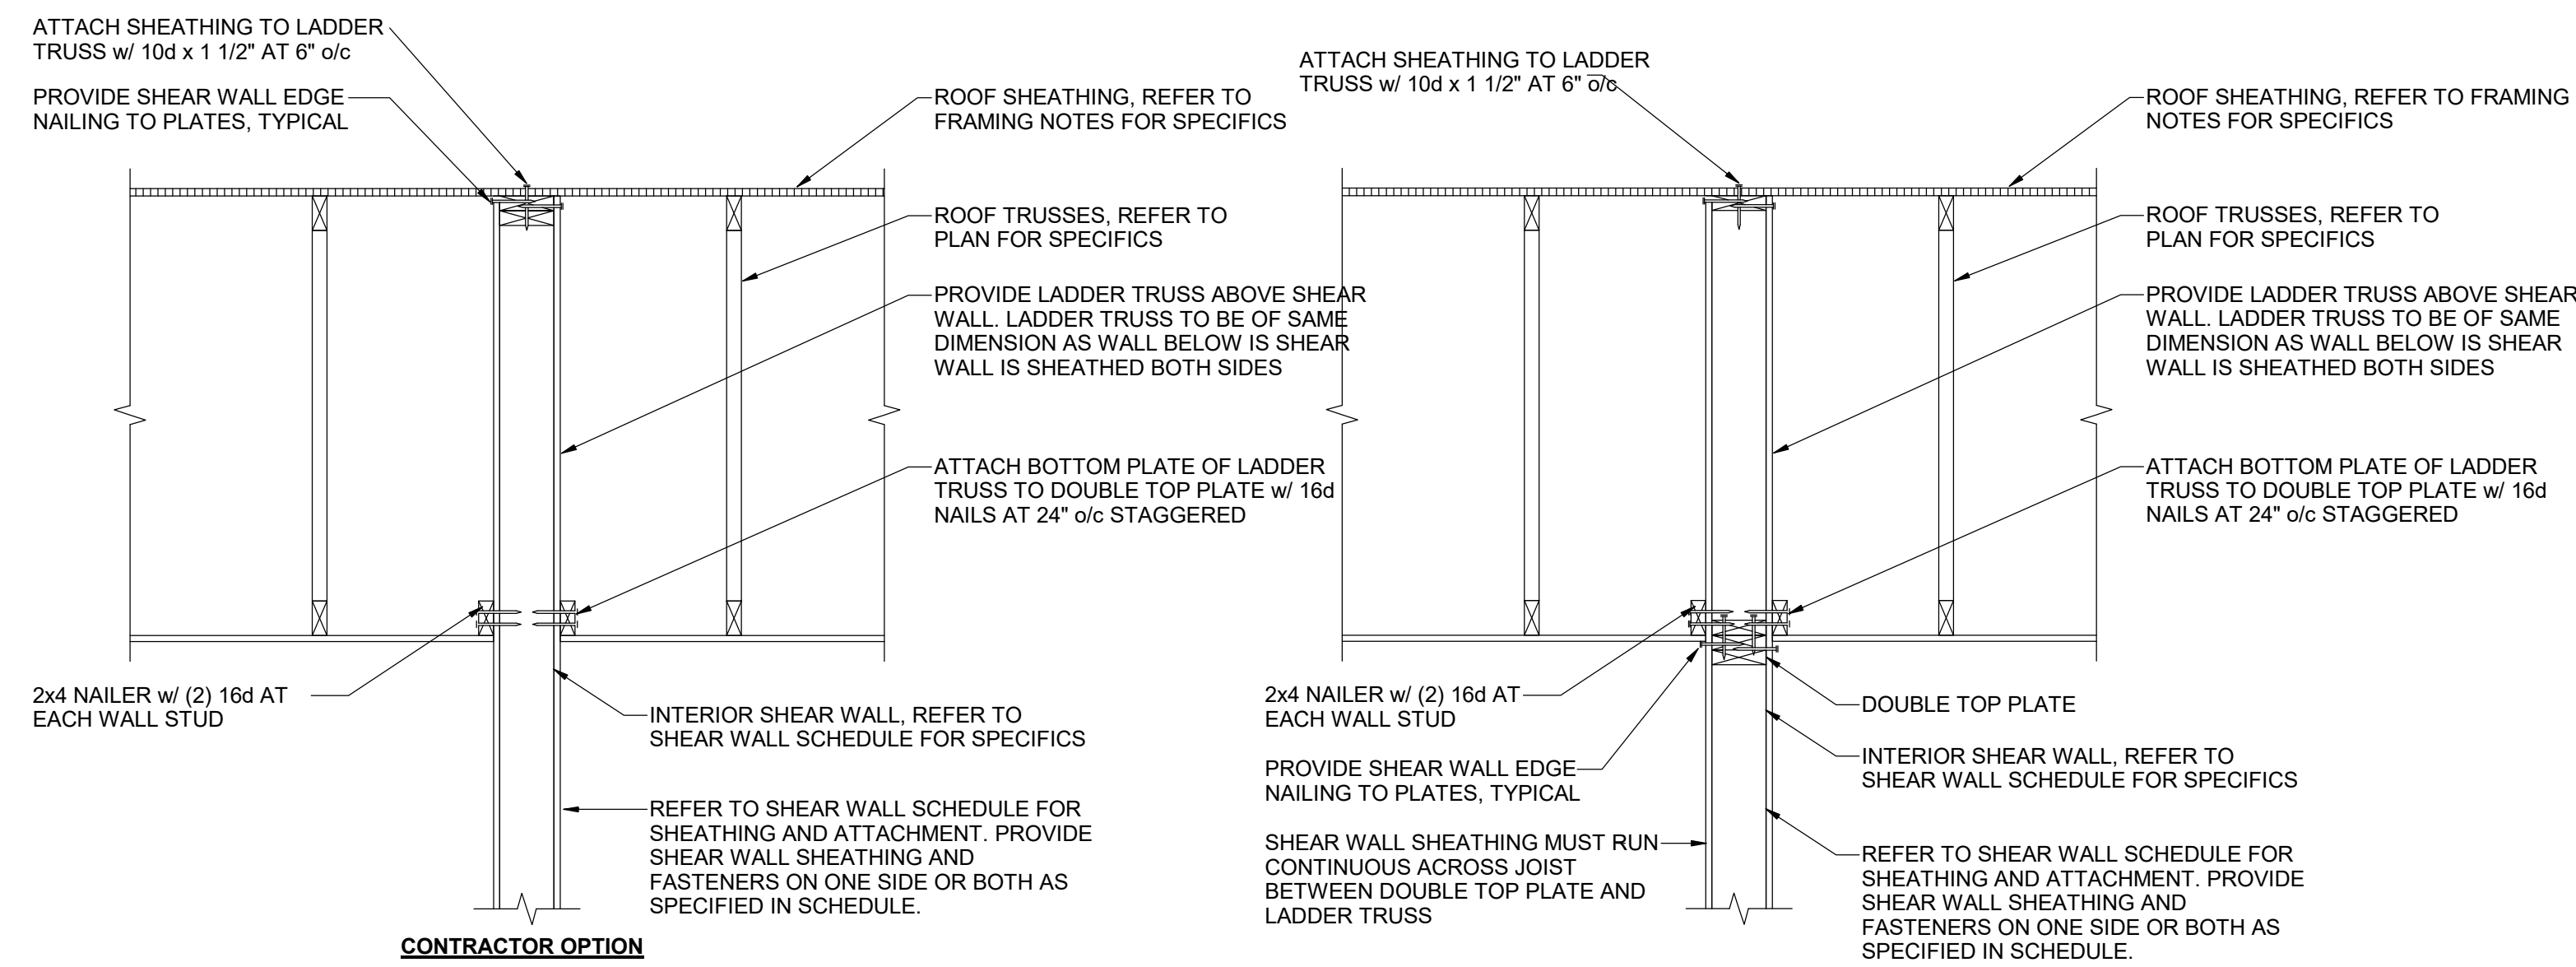 ATTACH SHEATHING TO LADDER
TRUSS w/ 10d x 1 1/2" AT 6" o/c
PROVIDE SHEAR WALL EDGE
NAILING TO PLATES, TYPICAL
ROOF SHEATHING, REFER TO
FRAMING NOTES FOR SPECIFICS
ROOF TRUSSES, REFER TO
PLAN FOR SPECIFICS
PROVIDE LADDER TRUSS ABOVE SHEAR
WALL. LADDER TRUSS TO BE OF SAME
DIMENSION AS WALL BELOW IS SHEAR
WALL IS SHEATHED BOTH SIDES
ATTACH BOTTOM PLATE OF LADDER
TRUSS TO DOUBLE TOP PLATE w/ 16d
NAILS AT 24" o/c STAGGERED
2x4 NAILER w/ (2) 16d AT
EACH WALL STUD
INTERIOR SHEAR WALL, REFER TO
SHEAR WALL SCHEDULE FOR SPECIFICS
REFER TO SHEAR WALL SCHEDULE FOR
SHEATHING AND ATTACHMENT. PROVIDE
SHEAR WALL SHEATHING AND
FASTENERS ON ONE SIDE OR BOTH AS
SPECIFIED IN SCHEDULE.
CONTRACTOR OPTION
ATTACH SHEATHING TO LADDER
TRUSS w/ 10d x 1 1/2" AT 6" o/c
ROOF SHEATHING, REFER TO FRAMING
NOTES FOR SPECIFICS
ROOF TRUSSES, REFER TO
PLAN FOR SPECIFICS
PROVIDE LADDER TRUSS ABOVE SHEAR
WALL. LADDER TRUSS TO BE OF SAME
DIMENSION AS WALL BELOW IS SHEAR
WALL IS SHEATHED BOTH SIDES
ATTACH BOTTOM PLATE OF LADDER
TRUSS TO DOUBLE TOP PLATE w/ 16d
NAILS AT 24" o/c STAGGERED
2x4 NAILER w/ (2) 16d AT
EACH WALL STUD
PROVIDE SHEAR WALL EDGE
NAILING TO PLATES, TYPICAL
SHEAR WALL SHEATHING MUST RUN
CONTINUOUS ACROSS JOIST
BETWEEN DOUBLE TOP PLATE AND
LADDER TRUSS
DOUBLE TOP PLATE
INTERIOR SHEAR WALL, REFER TO
SHEAR WALL SCHEDULE FOR SPECIFICS
REFER TO SHEAR WALL SCHEDULE FOR
SHEATHING AND ATTACHMENT. PROVIDE
SHEAR WALL SHEATHING AND
FASTENERS ON ONE SIDE OR BOTH AS
SPECIFIED IN SCHEDULE.